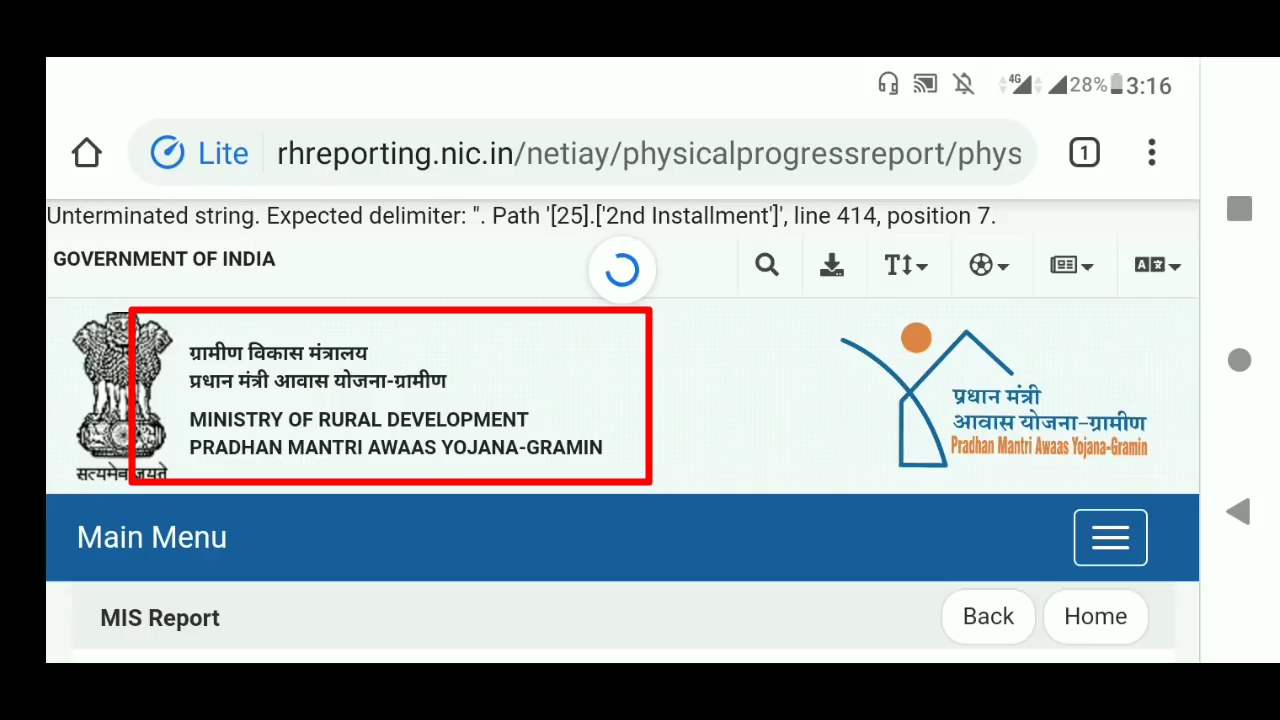 28% 3:16
Lite rhreporting.nic.in/netiay/physicalprogressreport/phys 1
Unterminated string. Expected delimiter: ". Path '[25].['2nd Installment']', line 414, position 7.
GOVERNMENT OF INDIA
ग्रामीण विकास मंत्रालय
प्रधान मंत्री आवास योजना-ग्रामीण
MINISTRY OF RURAL DEVELOPMENT
PRADHAN MANTRI AWAAS YOJANA-GRAMIN
सत्यमेव जयते
प्रधान मंत्री
आवास योजना-ग्रामीण
Pradhan Mantri Awaas Yojana-Gramin
Main Menu
MIS Report Back Home